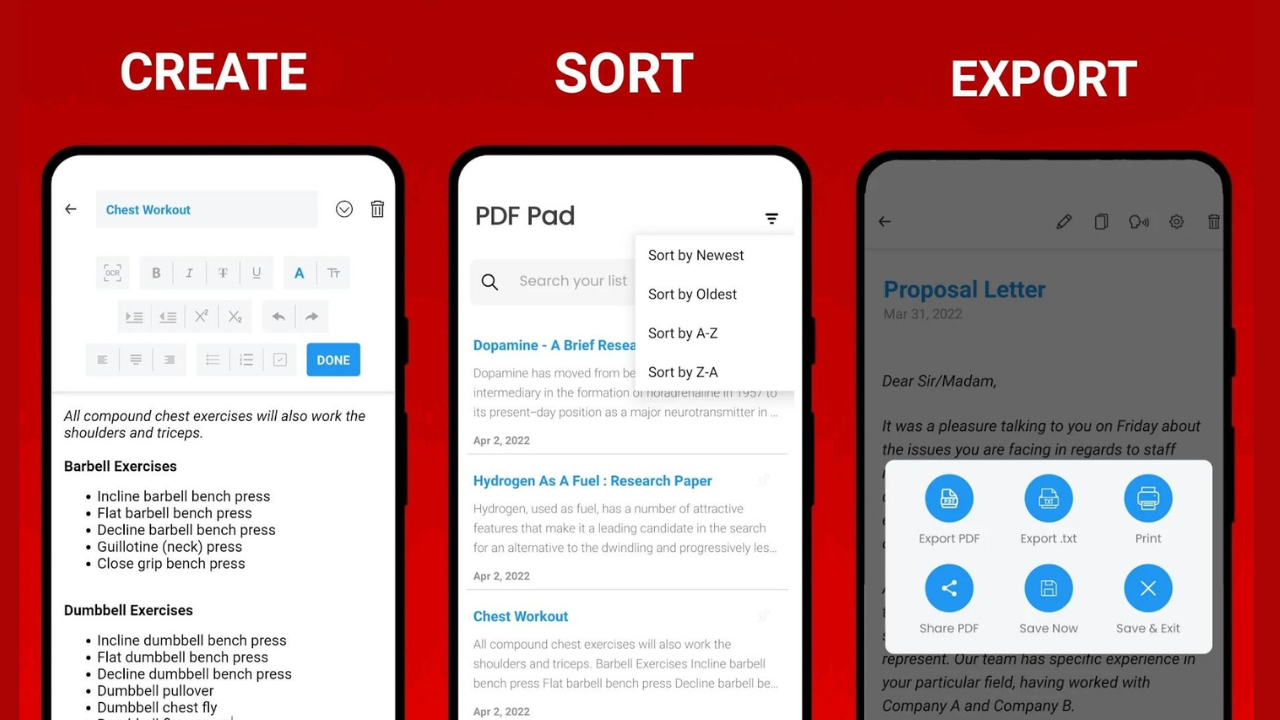 CREATE
SORT
EXPORT
Chest Workout
OCR
B I T U A TT
X² X₂
DONE
All compound chest exercises will also work the
shoulders and triceps.
Barbell Exercises
• Incline barbell bench press
• Flat barbell bench press
• Decline barbell bench press
• Guillotine (neck) press
• Close grip bench press
Dumbbell Exercises
• Incline dumbbell bench press
• Flat dumbbell bench press
• Decline dumbbell bench press
• Dumbbell pullover
• Dumbbell chest fly
PDF Pad
Search your list
Sort by Newest
Sort by Oldest
Sort by A-Z
Sort by Z-A
Dopamine - A Brief Resea
Dopamine has moved from be
intermediary in the formation of noradrenaline in 1957 to
its present–day position as a major neurotransmitter in ...
Apr 2, 2022
Hydrogen As A Fuel : Research Paper
Hydrogen, used as fuel, has a number of attractive
features that make it a leading candidate in the search
for an alternative to the dwindling and progressively les...
Apr 2, 2022
Chest Workout
All compound chest exercises will also work the
shoulders and triceps. Barbell Exercises Incline barbell
bench press Flat barbell bench press Decline barbell be...
Apr 2, 2022
Proposal Letter
Mar 31, 2022
Dear Sir/Madam,
It was a pleasure talking to you on Friday about
the issues you are facing in regards to staff
PDF
Export PDF
TXT
Export .txt
Print
Share PDF
Save Now
Save & Exit
represent. Our team has specific experience in
your particular field, having worked with
Company A and Company B.